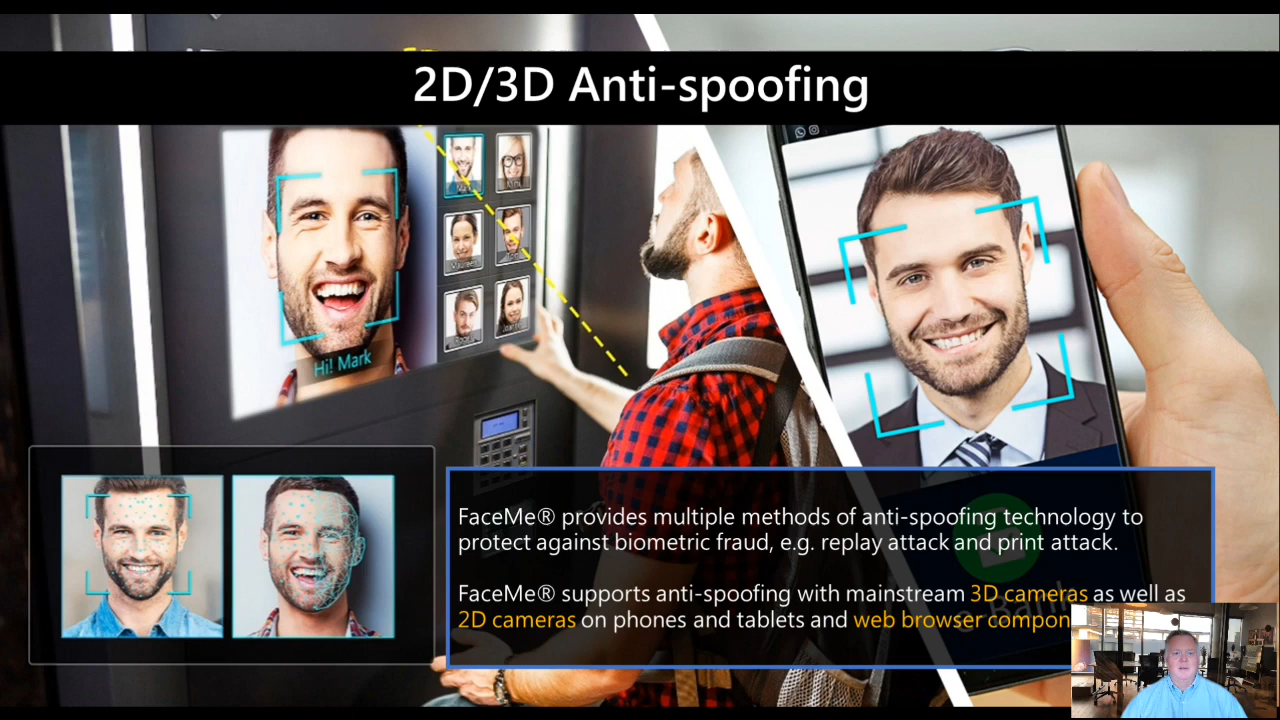 2D/3D Anti-spoofing
Hi! Mark
FaceMe® provides multiple methods of anti-spoofing technology to
protect against biometric fraud, e.g. replay attack and print attack.
FaceMe® supports anti-spoofing with mainstream 3D cameras as well as
2D cameras on phones and tablets and web browser compon